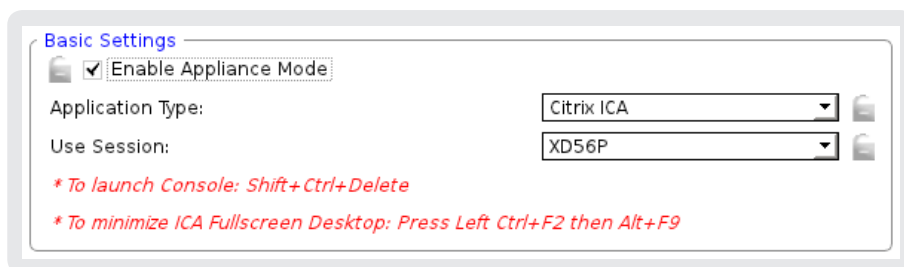 Basic Settings
Enable Appliance Mode
Application Type: Citrix ICA
Use Session: XD56P
* To launch Console: Shift+Ctrl+Delete
* To minimize ICA Fullscreen Desktop: Press Left Ctrl+F2 then Alt+F9